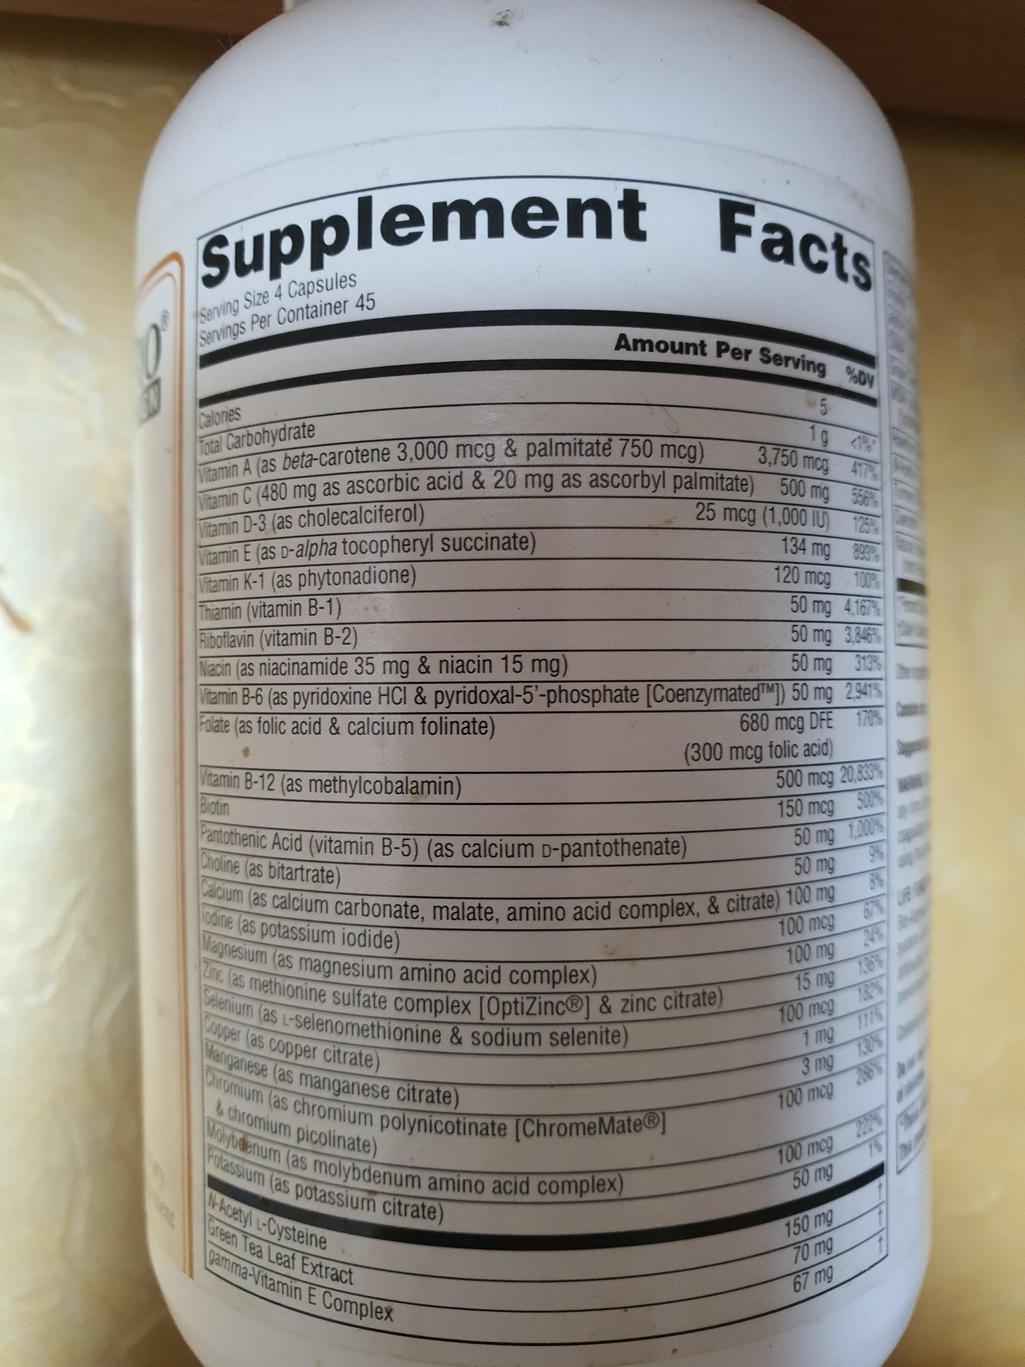 Supplement Facts
Serving Size 4 Capsules
Servings Per Container 45
Amount Per Serving %DV
Calories 5
Total Carbohydrate 1 g <1%*
Vitamin A (as beta-carotene 3,000 mcg & palmitate 750 mcg) 3,750 mcg 417%
Vitamin C (480 mg as ascorbic acid & 20 mg as ascorbyl palmitate) 500 mg 556%
Vitamin D-3 (as cholecalciferol) 25 mcg (1,000 IU) 125%
Vitamin E (as D-alpha tocopheryl succinate) 134 mg 893%
Vitamin K-1 (as phytonadione) 120 mcg 100%
Thiamin (vitamin B-1) 50 mg 4,167%
Riboflavin (vitamin B-2) 50 mg 3,846%
Niacin (as niacinamide 35 mg & niacin 15 mg) 50 mg 313%
Vitamin B-6 (as pyridoxine HCl & pyridoxal-5'-phosphate [Coenzymated™]) 50 mg 2,941%
Folate (as folic acid & calcium folinate) 680 mcg DFE 170%
(300 mcg folic acid)
Vitamin B-12 (as methylcobalamin) 500 mcg 20,833%
Biotin 150 mcg 500%
Pantothenic Acid (vitamin B-5) (as calcium D-pantothenate) 50 mg 1,000%
Choline (as bitartrate) 50 mg 9%
Calcium (as calcium carbonate, malate, amino acid complex, & citrate) 100 mg 8%
Iodine (as potassium iodide) 100 mcg 67%
Magnesium (as magnesium amino acid complex) 100 mg 24%
Zinc (as methionine sulfate complex [OptiZinc®] & zinc citrate) 15 mg 136%
Selenium (as L-selenomethionine & sodium selenite) 100 mcg 182%
Copper (as copper citrate) 1 mg 111%
Manganese (as manganese citrate) 3 mg 130%
Chromium (as chromium polynicotinate [ChromeMate®] 100 mcg 286%
& chromium picolinate)
Molybdenum (as molybdenum amino acid complex) 100 mcg 222%
Potassium (as potassium citrate) 50 mg 1%
N-Acetyl L-Cysteine 150 mg †
Green Tea Leaf Extract 70 mg †
gamma-Vitamin E Complex 67 mg †